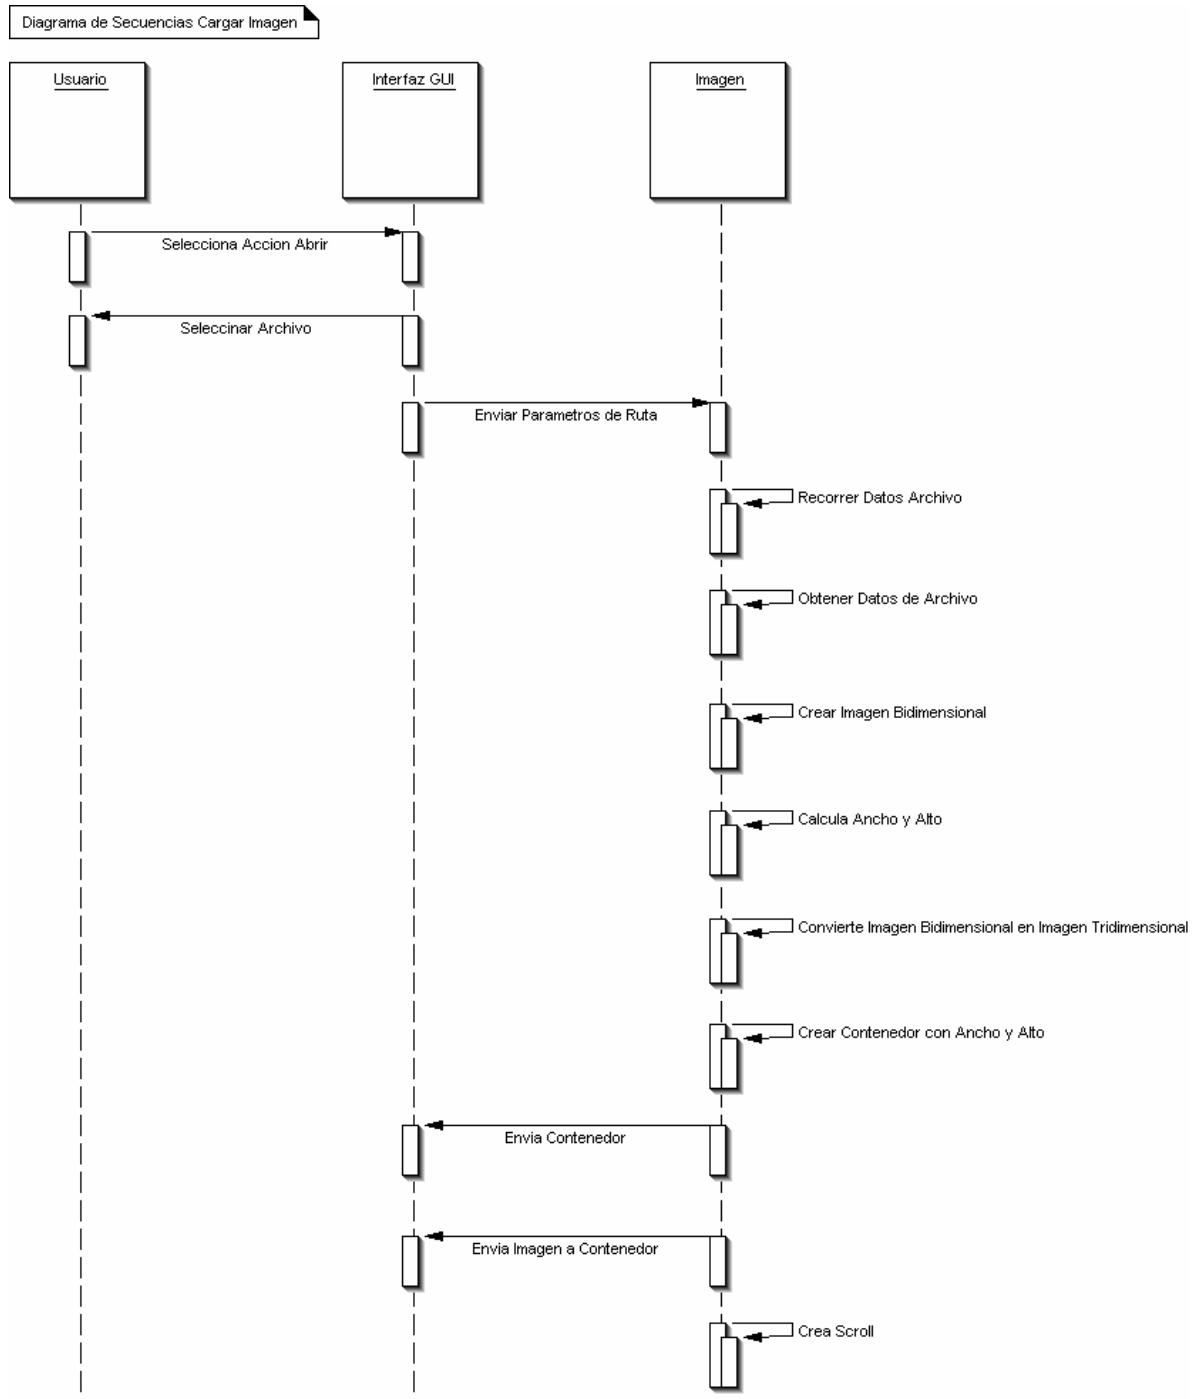 Diagrama de Secuencias Cargar Imagen
Usuario
Interfaz GUI
Imagen
Selecciona Accion Abrir
Seleccinar Archivo
Enviar Parametros de Ruta
Recorrer Datos Archivo
Obtener Datos de Archivo
Crear Imagen Bidimensional
Calcula Ancho y Alto
Convierte Imagen Bidimensional en Imagen Tridimensional
Crear Contenedor con Ancho y Alto
Envia Contenedor
Envia Imagen a Contenedor
Crea Scroll